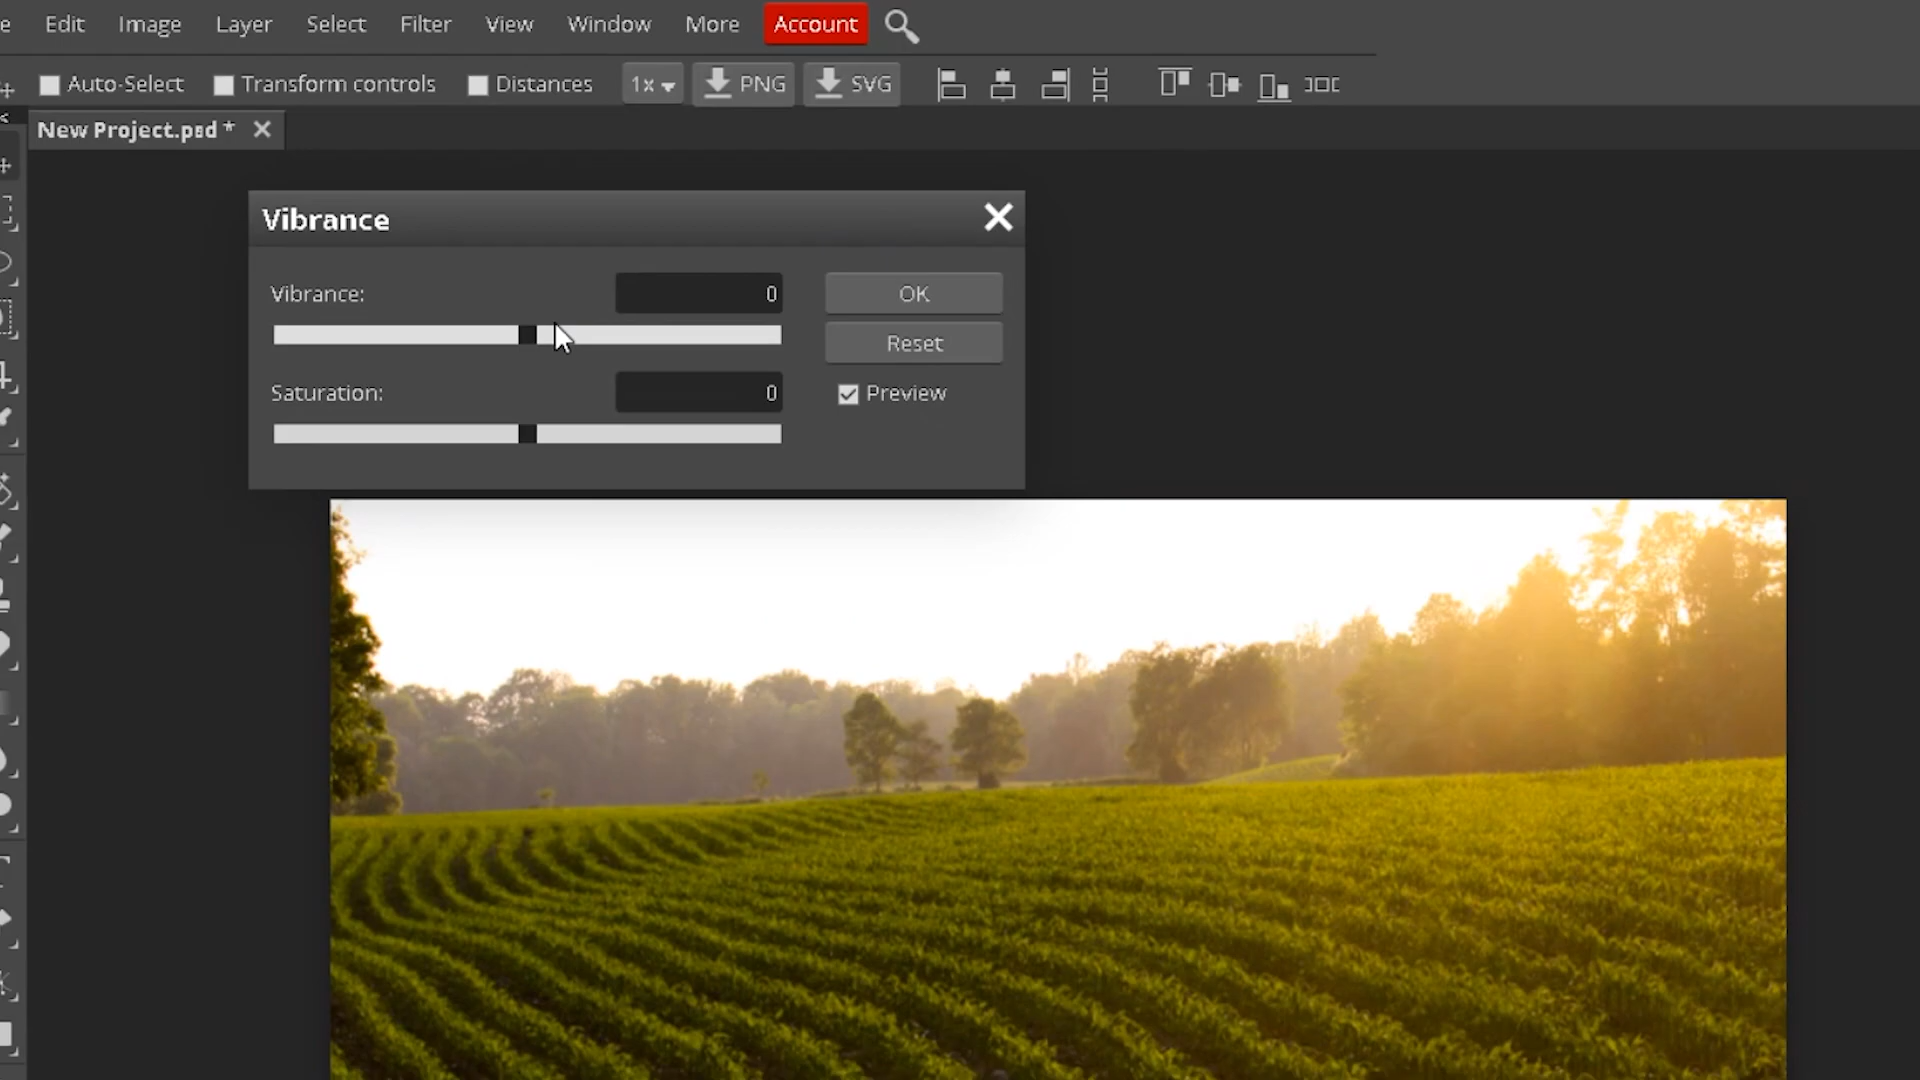 Edit Image Layer Select Filter View Window More Account
Auto-Select Transform controls Distances 1x PNG SVG
New Project.psd *
Vibrance
Vibrance: 0 OK
Reset
Saturation: 0 Preview